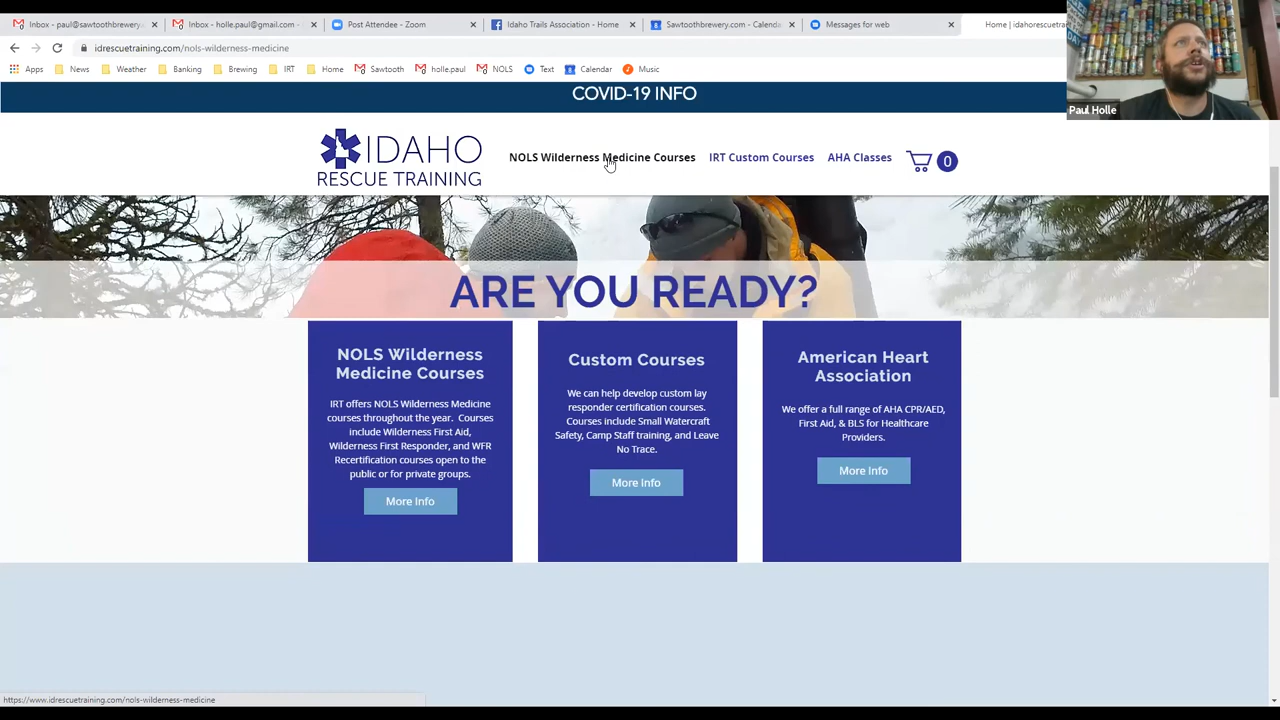 Inbox - paul@sawtoothbrewery.
Inbox - holle.paul@gmail.com -
Post Attendee - Zoom
Idaho Trails Association - Home
Sawtoothbrewery.com - Calenda
Messages for web
Home | idahorescuetrai
idrescuetraining.com/nols-wilderness-medicine
Apps News Weather Banking Brewing IRT Home Sawtooth holle.paul NOLS Text Calendar Music
Paul Holle
COVID-19 INFO
IDAHO
RESCUE TRAINING
NOLS Wilderness Medicine Courses
IRT Custom Courses
AHA Classes
0
ARE YOU READY?
NOLS Wilderness
Medicine Courses
IRT offers NOLS Wilderness Medicine
courses throughout the year. Courses
include Wilderness First Aid,
Wilderness First Responder, and WFR
Recertification courses open to the
public or for private groups.
More Info
Custom Courses
We can help develop custom lay
responder certification courses.
Courses include Small Watercraft
Safety, Camp Staff training, and Leave
No Trace.
More Info
American Heart
Association
We offer a full range of AHA CPR/AED,
First Aid, & BLS for Healthcare
Providers.
More Info
https://www.idrescuetraining.com/nols-wilderness-medicine